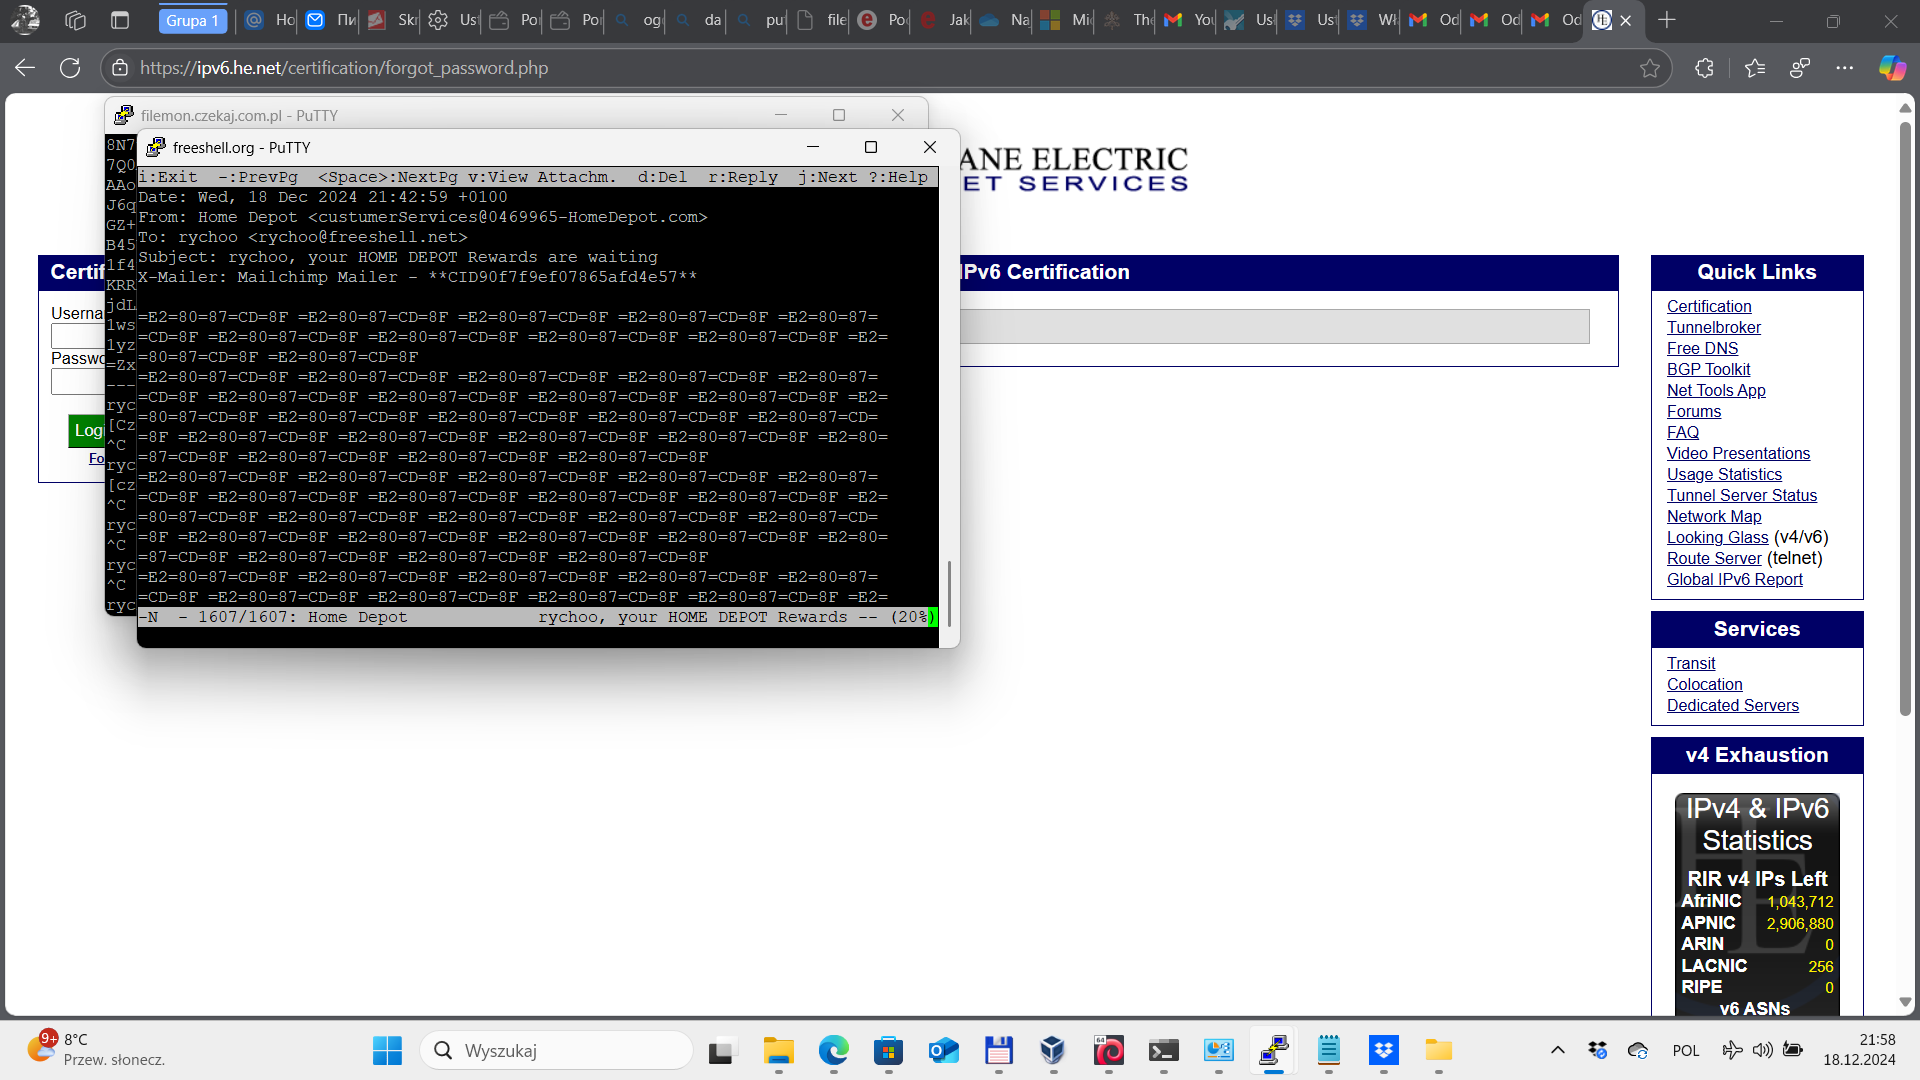 Grupa 1
Ho
Пи
Skr
Ust
Por
Por
ogr
da
put
file
Po
Jak
Na
Mic
The
You
Ust
Ust
Wł
Od
Od
Od
https://ipv6.he.net/certification/forgot_password.php
filemon.czekaj.com.pl - PuTTY
freeshell.org - PuTTY
8N7
7Q0
AAo
J6q
GZ+
B45
1f4
KRR
jdL
1ws
1yz
=Zx
---
ryc
[Cz
^C
ryc
[cz
^C
ryc
^C
ryc
^C
ryc
i:Exit -:PrevPg <Space>:NextPg v:View Attachm. d:Del r:Reply j:Next ?:Help
Date: Wed, 18 Dec 2024 21:42:59 +0100
From: Home Depot <custumerServices@0469965-HomeDepot.com>
To: rychoo <rychoo@freeshell.net>
Subject: rychoo, your HOME DEPOT Rewards are waiting
X-Mailer: Mailchimp Mailer - **CID90f7f9ef07865afd4e57**
=E2=80=87=CD=8F =E2=80=87=CD=8F =E2=80=87=CD=8F =E2=80=87=CD=8F =E2=80=87=
=CD=8F =E2=80=87=CD=8F =E2=80=87=CD=8F =E2=80=87=CD=8F =E2=80=87=CD=8F =E2=
=80=87=CD=8F =E2=80=87=CD=8F
=E2=80=87=CD=8F =E2=80=87=CD=8F =E2=80=87=CD=8F =E2=80=87=CD=8F =E2=80=87=
=CD=8F =E2=80=87=CD=8F =E2=80=87=CD=8F =E2=80=87=CD=8F =E2=80=87=CD=8F =E2=
=80=87=CD=8F =E2=80=87=CD=8F =E2=80=87=CD=8F =E2=80=87=CD=8F =E2=80=87=CD=
=8F =E2=80=87=CD=8F =E2=80=87=CD=8F =E2=80=87=CD=8F =E2=80=87=CD=8F =E2=80=
=87=CD=8F =E2=80=87=CD=8F =E2=80=87=CD=8F =E2=80=87=CD=8F
=E2=80=87=CD=8F =E2=80=87=CD=8F =E2=80=87=CD=8F =E2=80=87=CD=8F =E2=80=87=
=CD=8F =E2=80=87=CD=8F =E2=80=87=CD=8F =E2=80=87=CD=8F =E2=80=87=CD=8F =E2=
=80=87=CD=8F =E2=80=87=CD=8F =E2=80=87=CD=8F =E2=80=87=CD=8F =E2=80=87=CD=
=8F =E2=80=87=CD=8F =E2=80=87=CD=8F =E2=80=87=CD=8F =E2=80=87=CD=8F =E2=80=
=87=CD=8F =E2=80=87=CD=8F =E2=80=87=CD=8F =E2=80=87=CD=8F
=E2=80=87=CD=8F =E2=80=87=CD=8F =E2=80=87=CD=8F =E2=80=87=CD=8F =E2=80=87=
=CD=8F =E2=80=87=CD=8F =E2=80=87=CD=8F =E2=80=87=CD=8F =E2=80=87=CD=8F =E2=
-N - 1607/1607: Home Depot rychoo, your HOME DEPOT Rewards -- (20%)
ANE ELECTRIC
ET SERVICES
Certif
Userna
Passwo
Logi
Fo
IPv6 Certification
Quick Links
Certification
Tunnelbroker
Free DNS
BGP Toolkit
Net Tools App
Forums
FAQ
Video Presentations
Usage Statistics
Tunnel Server Status
Network Map
Looking Glass (v4/v6)
Route Server (telnet)
Global IPv6 Report
Services
Transit
Colocation
Dedicated Servers
v4 Exhaustion
IPv4 & IPv6
Statistics
RIR v4 IPs Left
AfriNIC 1,043,712
APNIC 2,906,880
ARIN 0
LACNIC 256
RIPE 0
v6 ASNs
9+
8°C
Przew. słonecz.
Wyszukaj
64
POL
21:58
18.12.2024